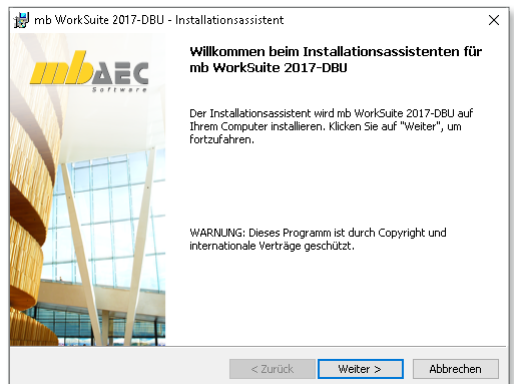 mb WorkSuite 2017-DBU - Installationsassistent
mbAEC
Software
Willkommen beim Installationsassistenten für
mb WorkSuite 2017-DBU
Der Installationsassistent wird mb WorkSuite 2017-DBU auf
Ihrem Computer installieren. Klicken Sie auf "Weiter", um
fortzufahren.
WARNUNG: Dieses Programm ist durch Copyright und
internationale Verträge geschützt.
< Zurück
Weiter >
Abbrechen